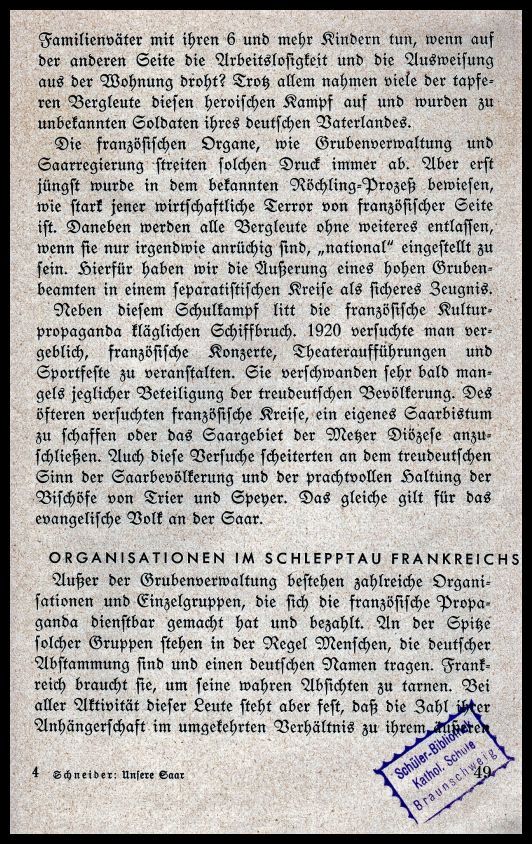 Familienväter mit ihren 6 und mehr Kindern tun, wenn auf
der anderen Seite die Arbeitslosigkeit und die Ausweisung
aus der Wohnung droht? Trotz allem nahmen viele der tapfe-
ren Bergleute diesen heroischen Kampf auf und wurden zu
unbekannten Soldaten ihres deutschen Vaterlandes.
Die französischen Organe, wie Grubenverwaltung und
Saarregierung streiten solchen Druck immer ab. Aber erst
jüngst wurde in dem bekannten Röchling-Prozeß bewiesen,
wie stark jener wirtschaftliche Terror von französischer Seite
ist. Daneben werden alle Bergleute ohne weiteres entlassen,
wenn sie nur irgendwie anrüchig sind, „national“ eingestellt zu
sein. Hierfür haben wir die Äußerung eines hohen Gruben-
beamten in einem separatistischen Kreise als sicheres Zeugnis.
Neben diesem Schulkampf litt die französische Kultur-
propaganda kläglichen Schiffbruch. 1920 versuchte man ver-
geblich, französische Konzerte, Theateraufführungen und
Sportfeste zu veranstalten. Sie verschwanden sehr bald man-
gels jeglicher Beteiligung der treudeutschen Bevölkerung. Des
öfteren versuchten französische Kreise, ein eigenes Saarbistum
zu schaffen oder das Saargebiet der Metzer Diözese anzu-
schließen. Auch diese Versuche scheiterten an dem treudeutschen
Sinn der Saarbevölkerung und der prachtvollen Haltung der
Bischöfe von Trier und Speyer. Das gleiche gilt für das
evangelische Volk an der Saar.
ORGANISATIONEN IM SCHLEPPTAU FRANKREICHS
Außer der Grubenverwaltung bestehen zahlreiche Organi-
sationen und Einzelgruppen, die sich die französische Propa-
ganda dienstbar gemacht hat und bezahlt. An der Spitze
solcher Gruppen stehen in der Regel Menschen, die deutscher
Abstammung sind und einen deutschen Namen tragen. Frank-
reich braucht sie, um seine wahren Absichten zu tarnen. Bei
aller Aktivität dieser Leute steht aber fest, daß die Zahl ihrer
Anhängerschaft im umgekehrten Verhältnis zu ihrem äußeren
4 Schneider: Unsere Saar
49
Schüler-Bibliothek
Kathol. Schule
Braunschweig